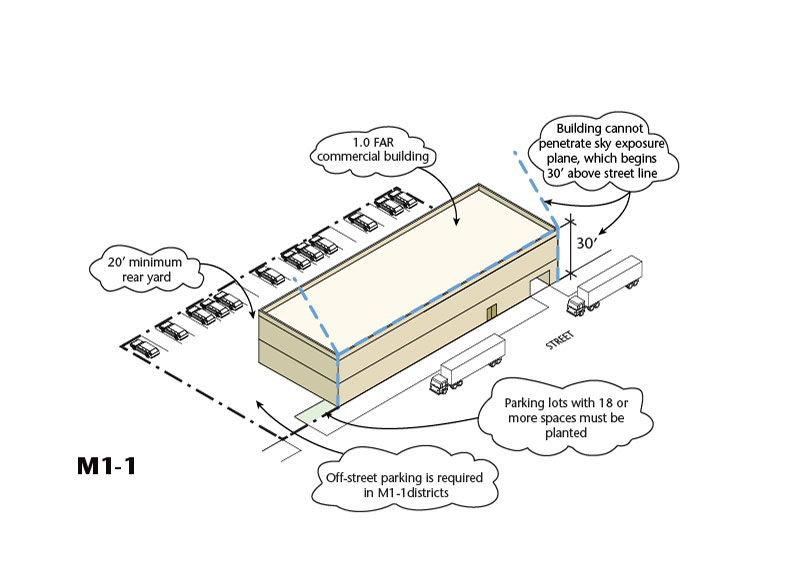 Building cannot
penetrate sky exposure
plane, which begins
30’ above street line
1.0 FAR
commercial building
30’
20’ minimum
rear yard
STREET
Parking lots with 18 or
more spaces must be
planted
M1-1
Off-street parking is required
in M1-1districts